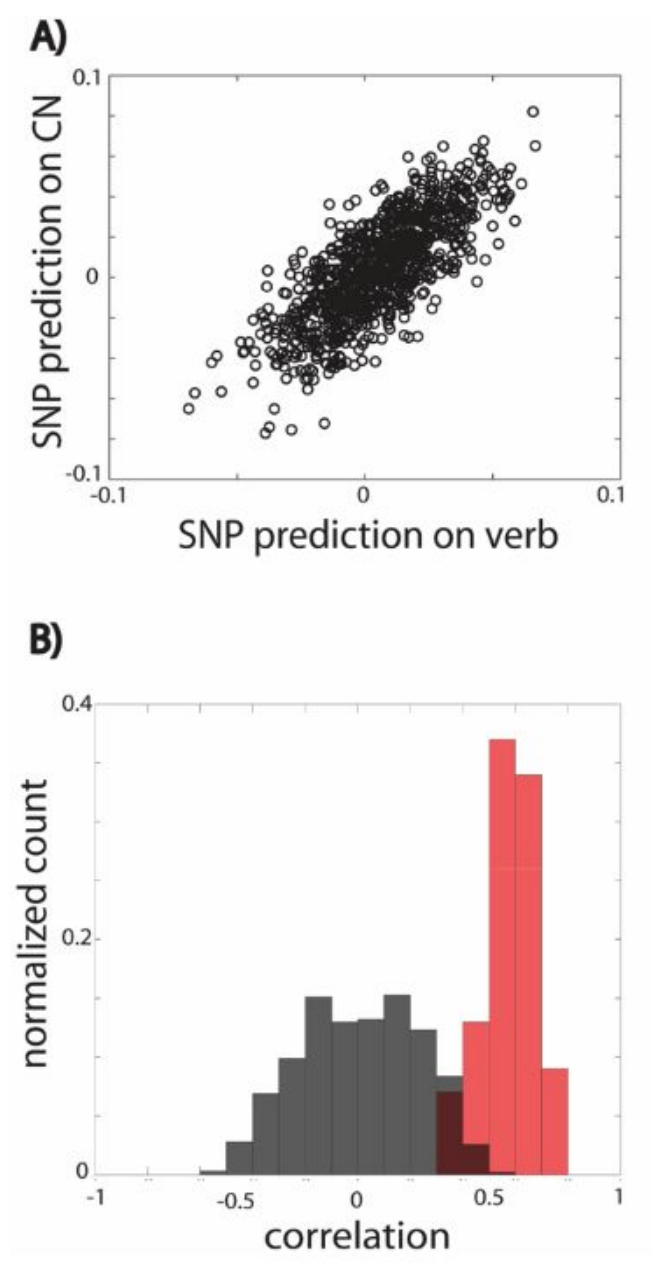 A)
0.1
SNP prediction on CN
0
-0.1
-0.1 0 0.1
SNP prediction on verb
B)
0.4
normalized count
0.2
0
-1 -0.5 0 0.5 1
correlation